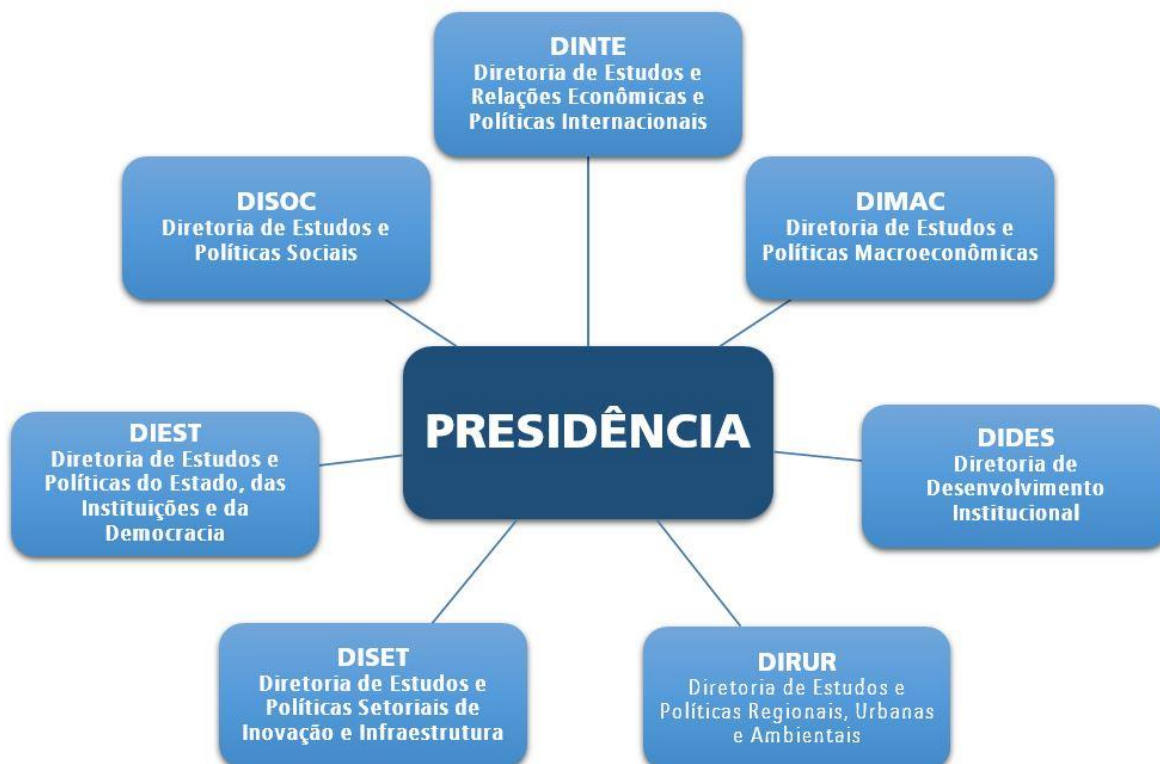 DINTE
Diretoria de Estudos e
Relações Econômicas e
Políticas Internacionais
DISOC
Diretoria de Estudos e
Políticas Sociais
DIMAC
Diretoria de Estudos e
Políticas Macroeconômicas
PRESIDÊNCIA
DIEST
Diretoria de Estudos e
Políticas do Estado, das
Instituições e da
Democracia
DIDES
Diretoria de
Desenvolvimento
Institucional
DISET
Diretoria de Estudos e
Políticas Setoriais de
Inovação e Infraestrutura
DIRUR
Diretoria de Estudos e
Políticas Regionais, Urbanas
e Ambientais